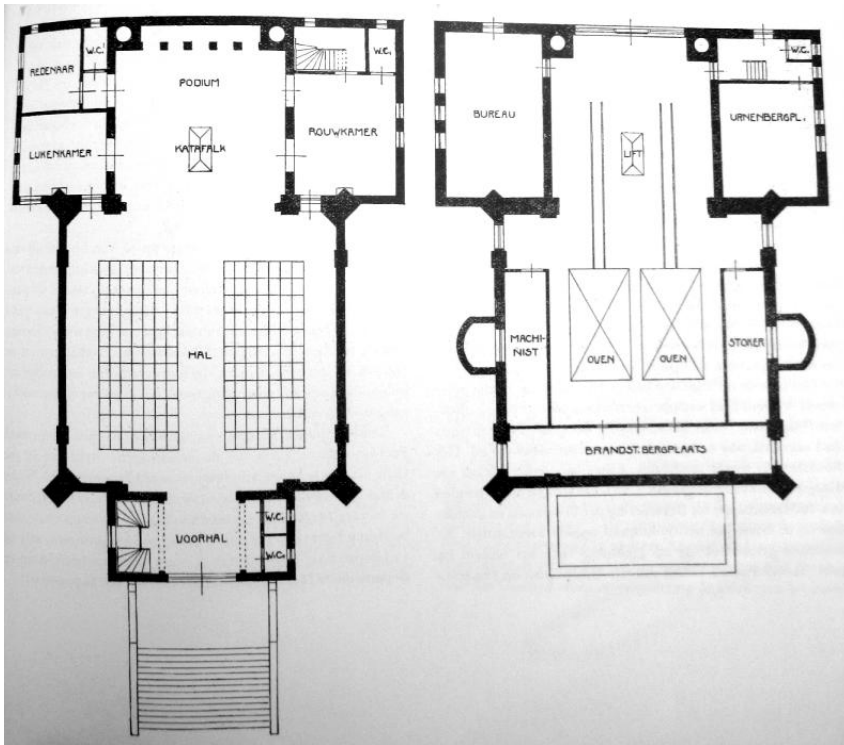 W.C.
REDENAAR
PODIUM
W.C.
LIJKENKAMER
KATAFALK
ROUWKAMER
HAL
VOORHAL
W.C.
W.C.
W.C.
BUREAU
URNENBERGPL.
LIFT
MACHI-
NIST
OVEN
OVEN
STOKER
BRANDST. BERGPLAATS